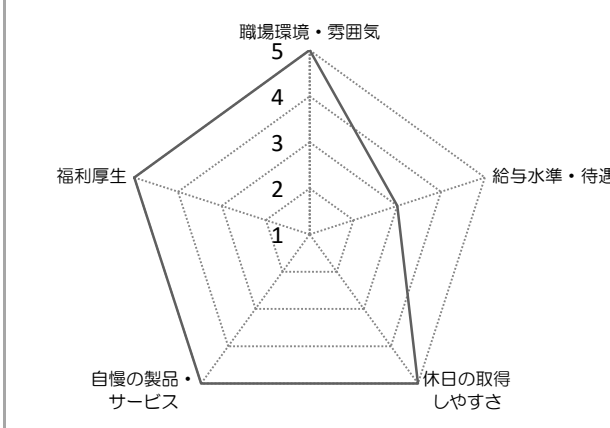 職場環境・雰囲気
5
4
3
2
1
給与水準・待遇
休日の取得
しやすさ
自慢の製品・
サービス
福利厚生